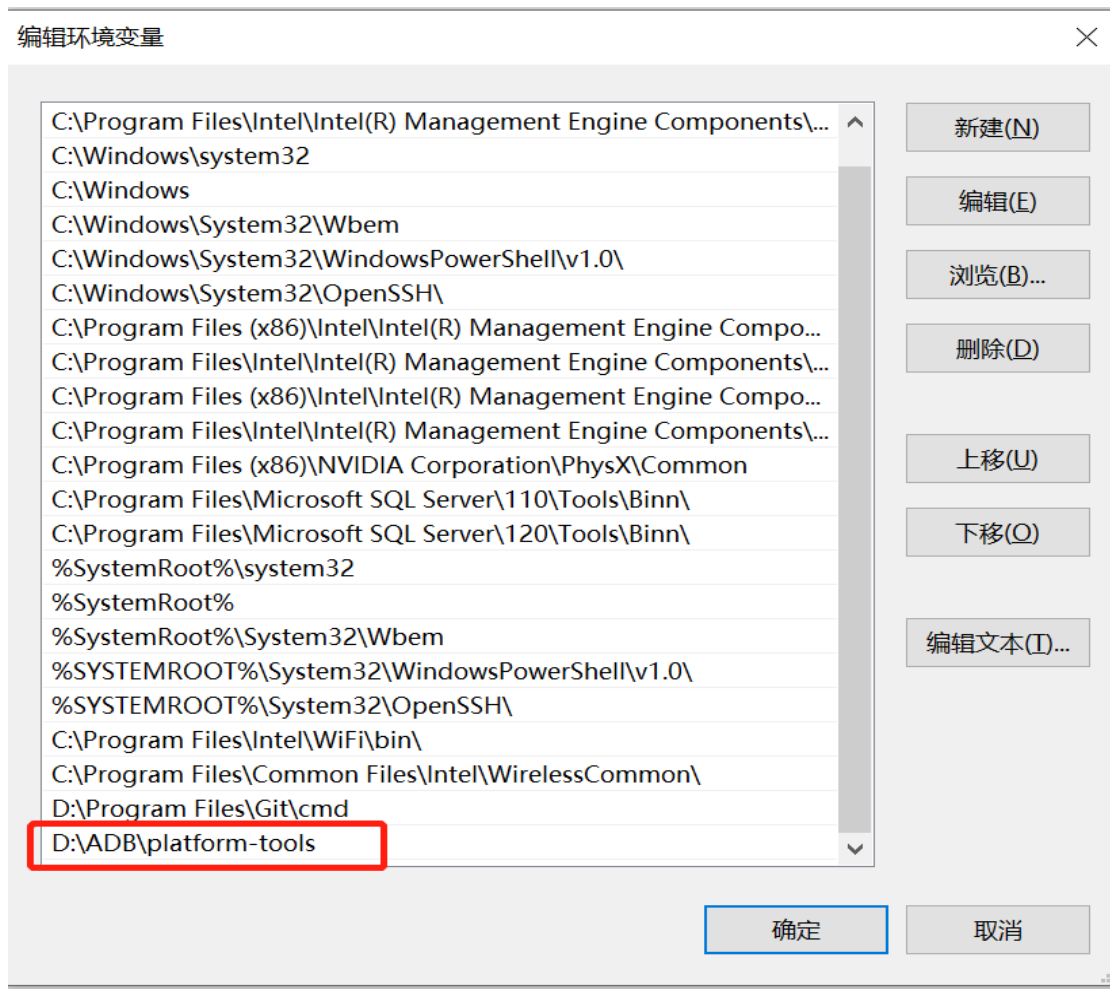 编辑环境变量
C:\Program Files\Intel\Intel(R) Management Engine Components\...
新建(N)
C:\Windows\system32
C:\Windows
编辑(E)
C:\Windows\System32\Wbem
C:\Windows\System32\WindowsPowerShell\v1.0\
浏览(B)...
C:\Windows\System32\OpenSSH\
C:\Program Files (x86)\Intel\Intel(R) Management Engine Compo...
删除(D)
C:\Program Files\Intel\Intel(R) Management Engine Components\...
C:\Program Files (x86)\Intel\Intel(R) Management Engine Compo...
C:\Program Files\Intel\Intel(R) Management Engine Components\...
上移(U)
C:\Program Files (x86)\NVIDIA Corporation\PhysX\Common
C:\Program Files\Microsoft SQL Server\110\Tools\Binn\
C:\Program Files\Microsoft SQL Server\120\Tools\Binn\
下移(O)
%SystemRoot%\system32
%SystemRoot%
%SystemRoot%\System32\Wbem
编辑文本(T)...
%SYSTEMROOT%\System32\WindowsPowerShell\v1.0\
%SYSTEMROOT%\System32\OpenSSH\
C:\Program Files\Intel\WiFi\bin\
C:\Program Files\Common Files\Intel\WirelessCommon\
D:\Program Files\Git\cmd
D:\ADB\platform-tools
确定
取消